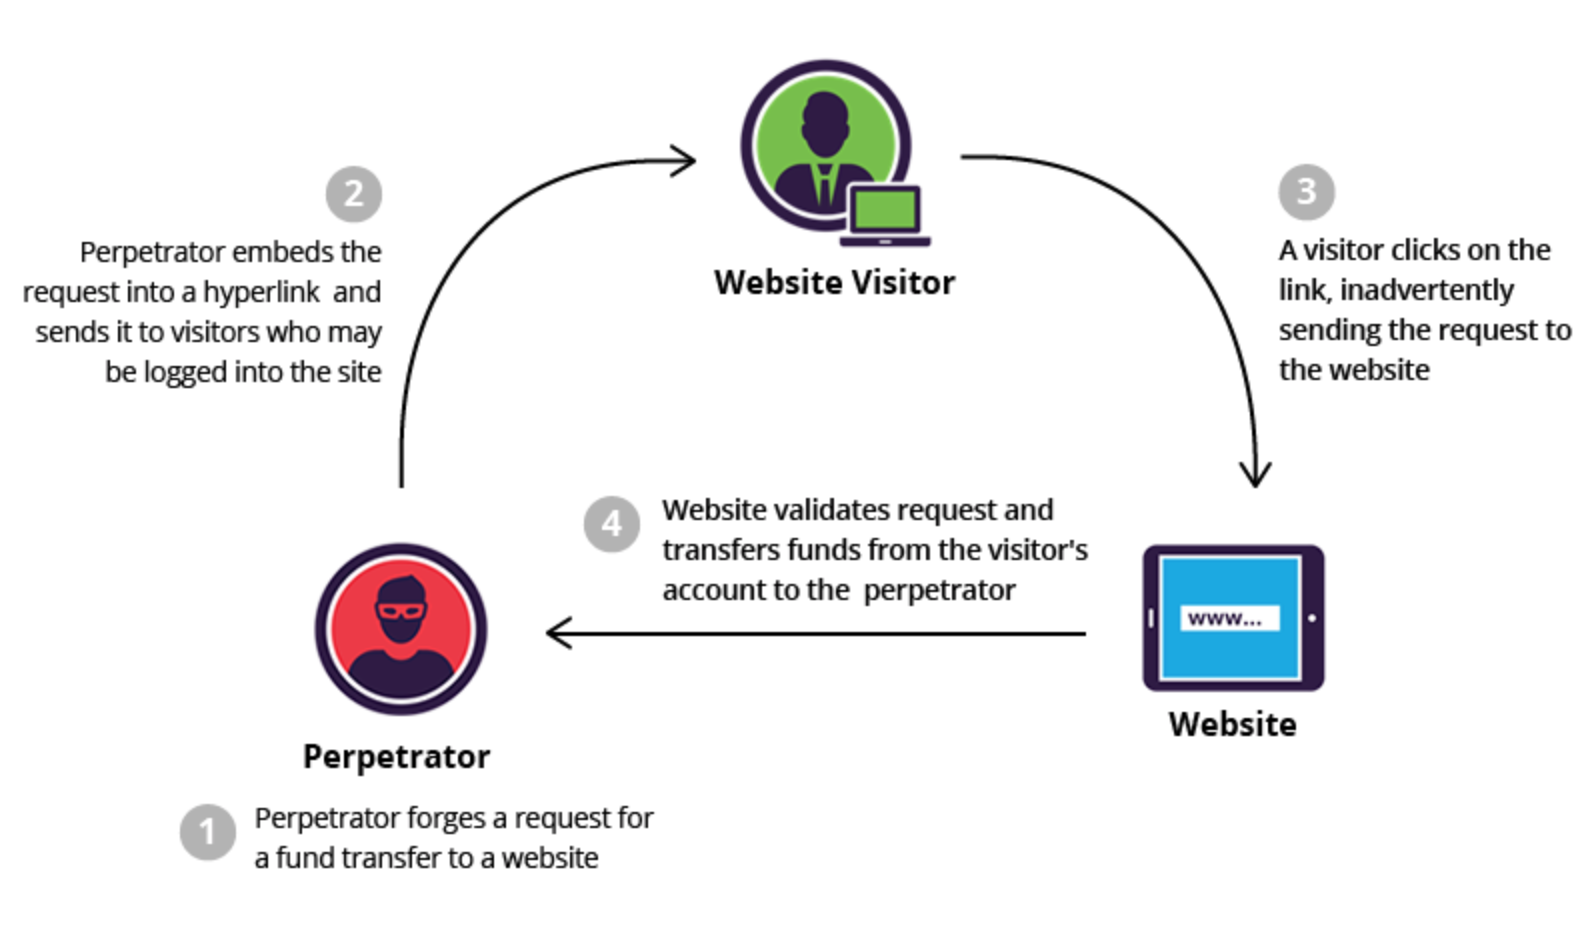 Website Visitor
2
Perpetrator embeds the
request into a hyperlink and
sends it to visitors who may
be logged into the site
3
A visitor clicks on the
link, inadvertently
sending the request to
the website
4
Website validates request and
transfers funds from the visitor's
account to the perpetrator
www...
Website
Perpetrator
1
Perpetrator forges a request for
a fund transfer to a website